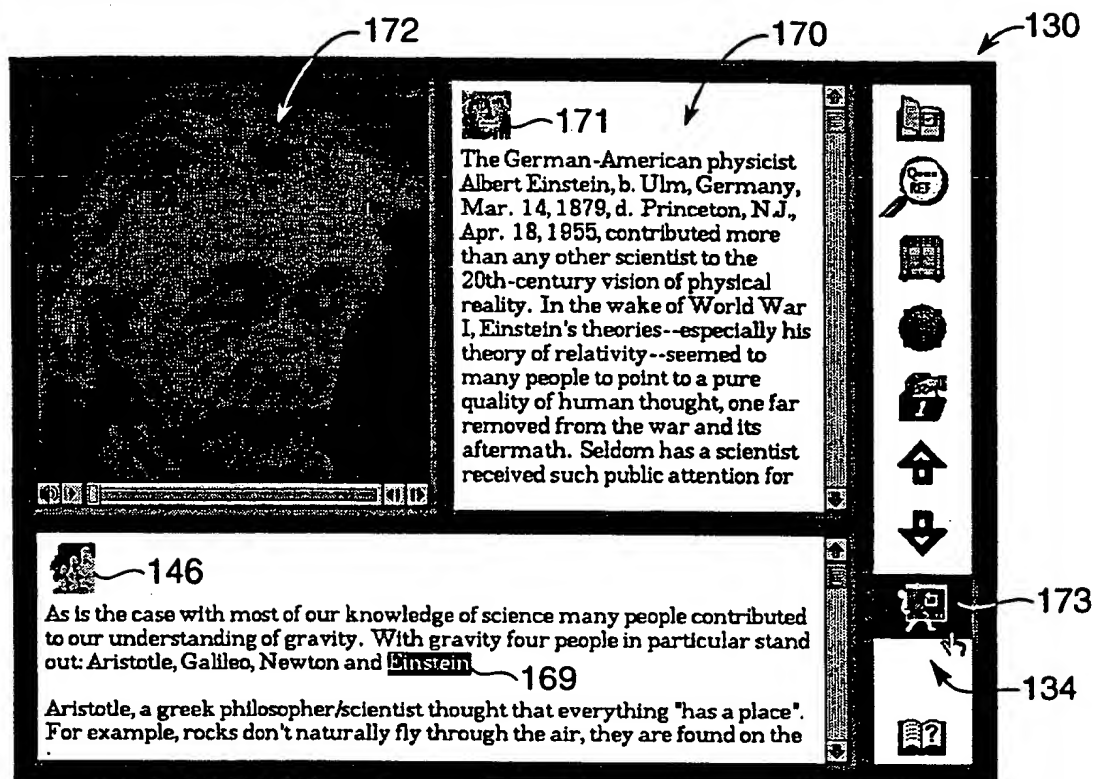 172
170
130
171
The German-American physicist
Albert Einstein, b. Ulm, Germany,
Mar. 14, 1879, d. Princeton, N.J.,
Apr. 18, 1955, contributed more
than any other scientist to the
20th-century vision of physical
reality. In the wake of World War
I, Einstein's theories--especially his
theory of relativity--seemed to
many people to point to a pure
quality of human thought, one far
removed from the war and its
aftermath. Seldom has a scientist
received such public attention for
REF
1
146
As is the case with most of our knowledge of science many people contributed
to our understanding of gravity. With gravity four people in particular stand
out: Aristotle, Galileo, Newton and Einstein
169
Aristotle, a greek philosopher/scientist thought that everything "has a place".
For example, rocks don't naturally fly through the air, they are found on the
173
134
?